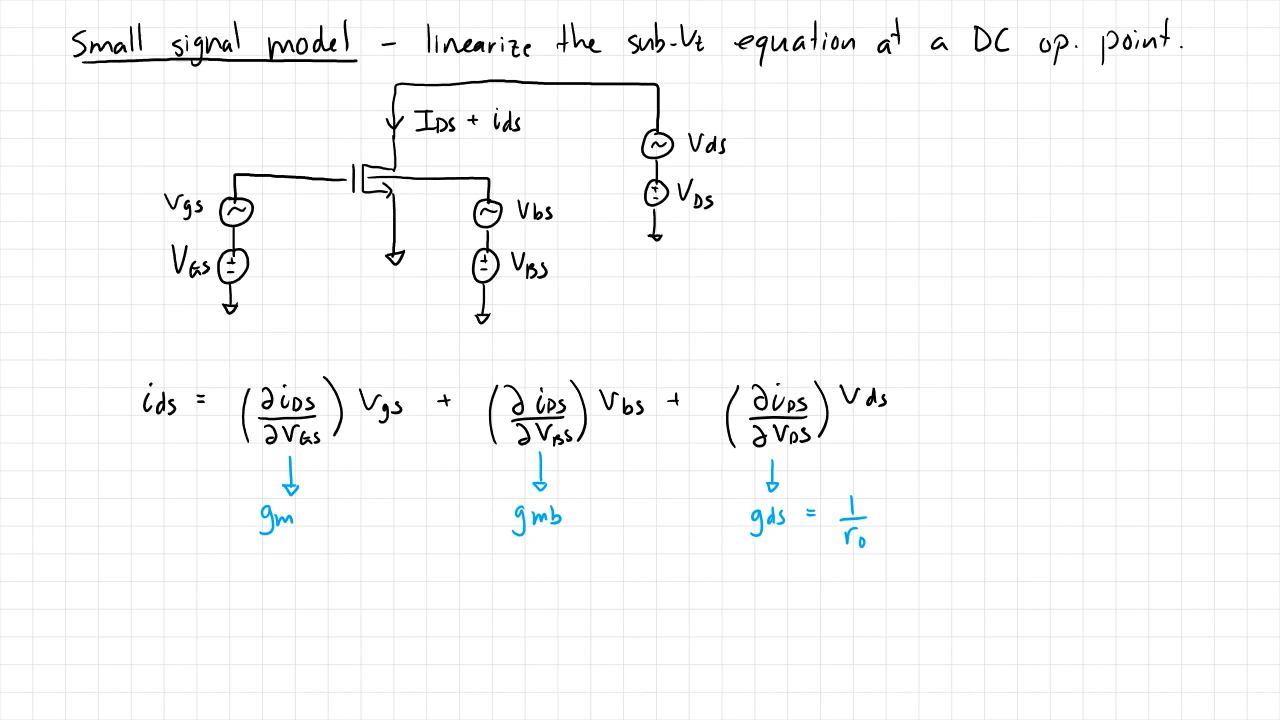 Small signal model - linearize the sub-Vt equation at a DC op. point.
IDS + ids
vds
VDS
vgs
VGS
vbs
VBS
ids = (∂iDS/∂VGS) vgs + (∂iDS/∂VBS) vbs + (∂iDS/∂VDS) vds
gm
gmb
gds = 1/r0